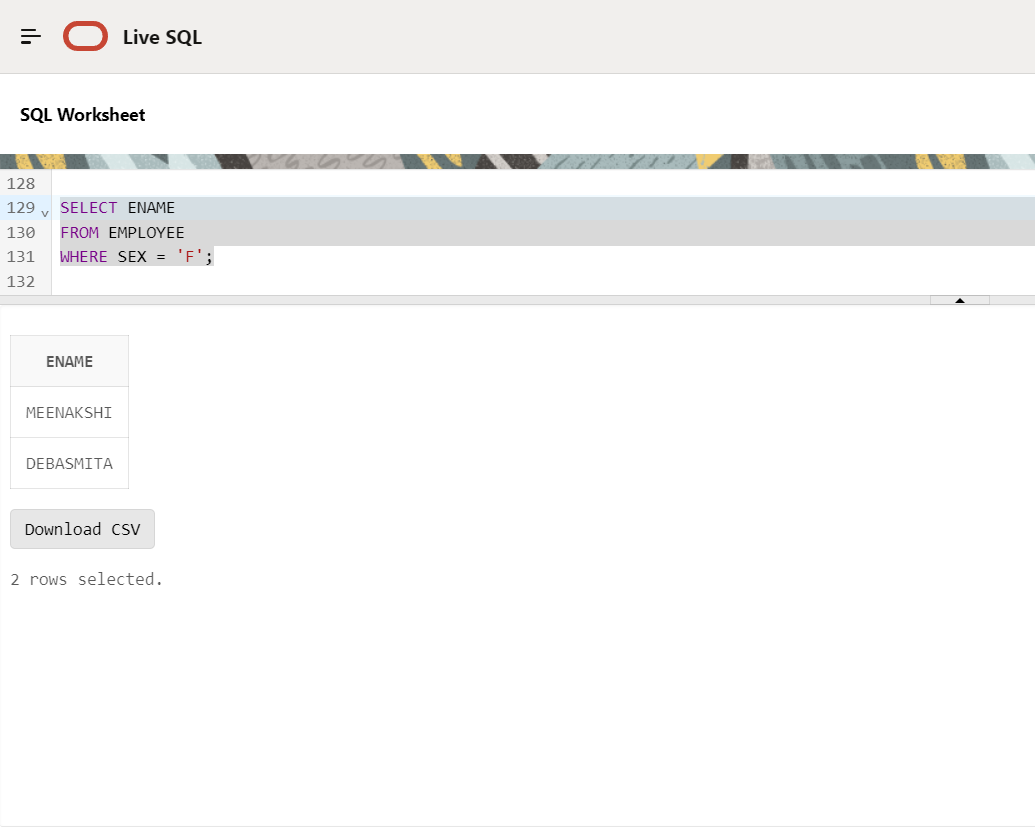 Live SQL
SQL Worksheet
128
129 SELECT ENAME
130 FROM EMPLOYEE
131 WHERE SEX = 'F';
132
ENAME
MEENAKSHI
DEBASMITA
Download CSV
2 rows selected.